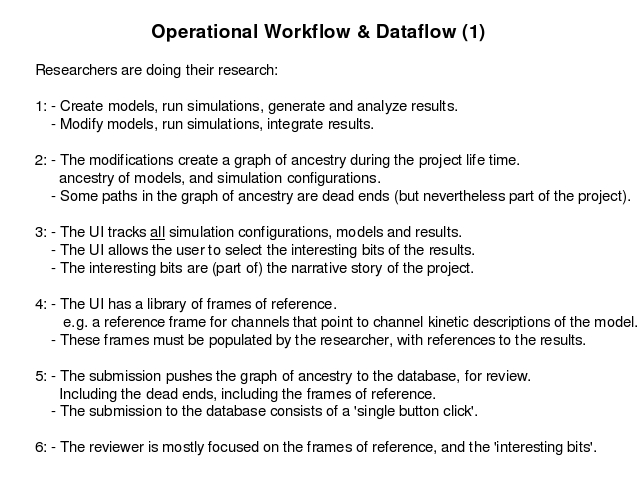 Operational Workflow & Dataflow (1)
Researchers are doing their research:
1: - Create models, run simulations, generate and analyze results.
- Modify models, run simulations, integrate results.
2: - The modifications create a graph of ancestry during the project life time.
ancestry of models, and simulation configurations.
- Some paths in the graph of ancestry are dead ends (but nevertheless part of the project).
3: - The UI tracks all simulation configurations, models and results.
- The UI allows the user to select the interesting bits of the results.
- The interesting bits are (part of) the narrative story of the project.
4: - The UI has a library of frames of reference.
e.g. a reference frame for channels that point to channel kinetic descriptions of the model.
- These frames must be populated by the researcher, with references to the results.
5: - The submission pushes the graph of ancestry to the database, for review.
Including the dead ends, including the frames of reference.
- The submission to the database consists of a 'single button click'.
6: - The reviewer is mostly focused on the frames of reference, and the 'interesting bits'.